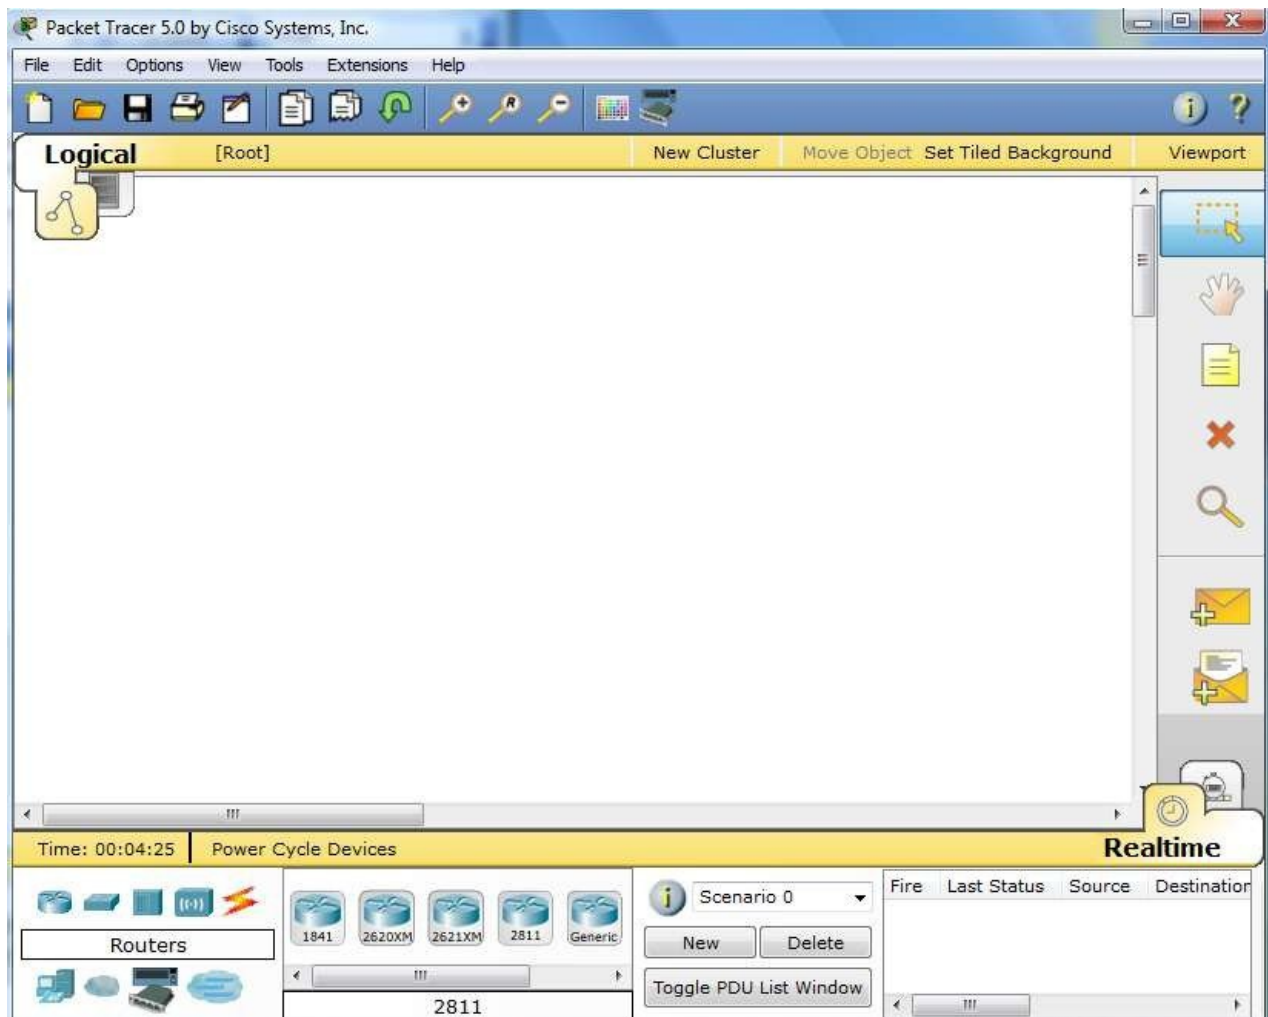 Packet Tracer 5.0 by Cisco Systems, Inc.
File Edit Options View Tools Extensions Help
Logical [Root] New Cluster Move Object Set Tiled Background Viewport
Time: 00:04:25 Power Cycle Devices Realtime
Routers
1841 2620XM 2621XM 2811 Generic
2811
Scenario 0
New Delete
Toggle PDU List Window
Fire Last Status Source Destination